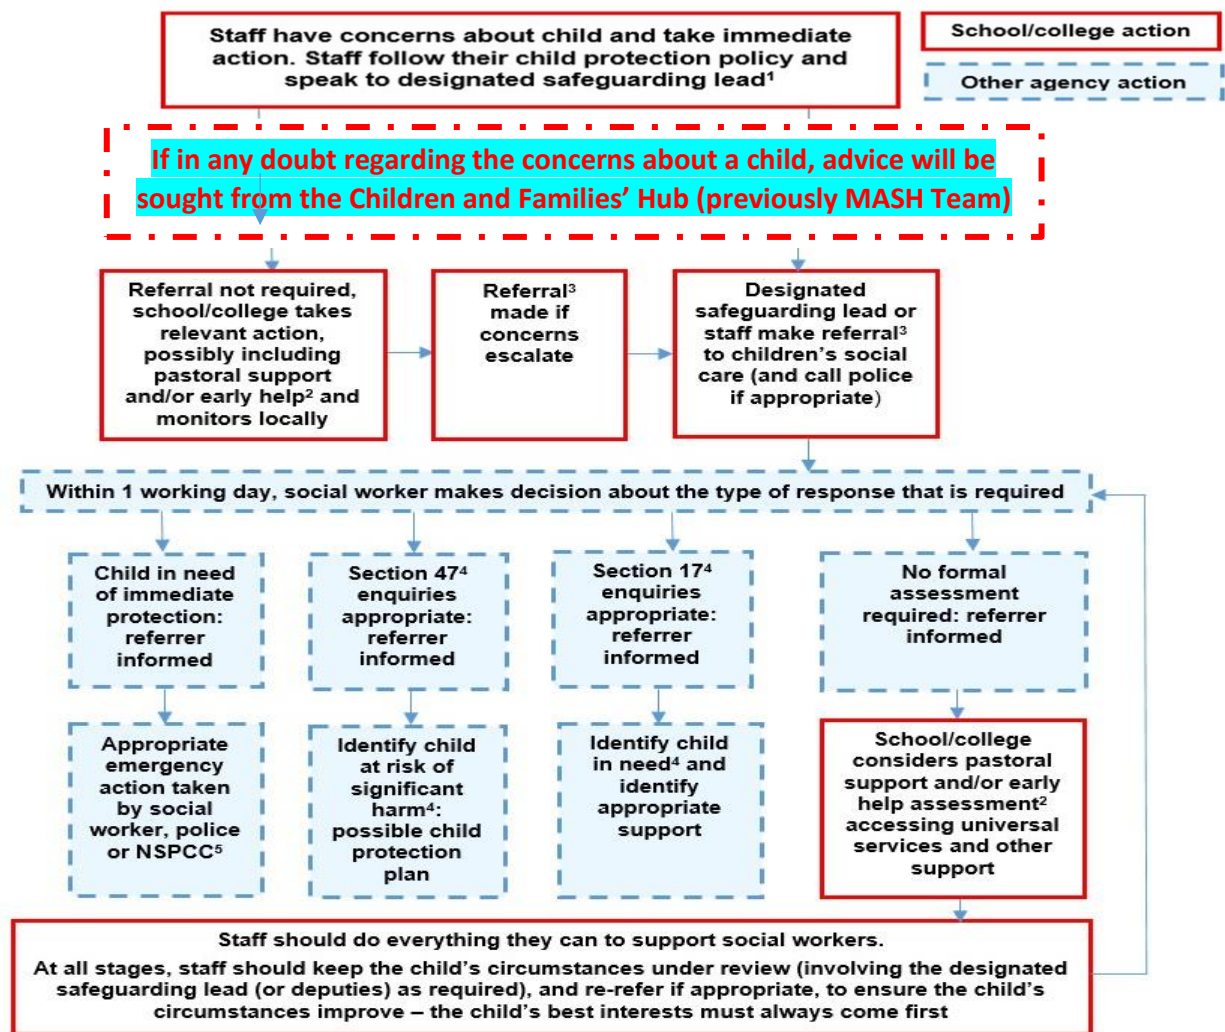 Staff have concerns about child and take immediate
action. Staff follow their child protection policy and
speak to designated safeguarding lead¹
School/college action
Other agency action
If in any doubt regarding the concerns about a child, advice will be
sought from the Children and Families’ Hub (previously MASH Team)
Referral not required,
school/college takes
relevant action,
possibly including
pastoral support
and/or early help² and
monitors locally
Referral³
made if
concerns
escalate
Designated
safeguarding lead or
staff make referral³
to children’s social
care (and call police
if appropriate)
Within 1 working day, social worker makes decision about the type of response that is required
Child in need
of immediate
protection:
referrer
informed
Section 47⁴
enquiries
appropriate:
referrer
informed
Section 17⁴
enquiries
appropriate:
referrer
informed
No formal
assessment
required: referrer
informed
Appropriate
emergency
action taken
by social
worker, police
or NSPCC⁵
Identify child
at risk of
significant
harm⁴:
possible child
protection
plan
Identify child
in need⁴ and
identify
appropriate
support
School/college
considers pastoral
support and/or early
help assessment²
accessing universal
services and other
support
Staff should do everything they can to support social workers.
At all stages, staff should keep the child’s circumstances under review (involving the designated
safeguarding lead (or deputies) as required), and re-refer if appropriate, to ensure the child’s
circumstances improve – the child’s best interests must always come first